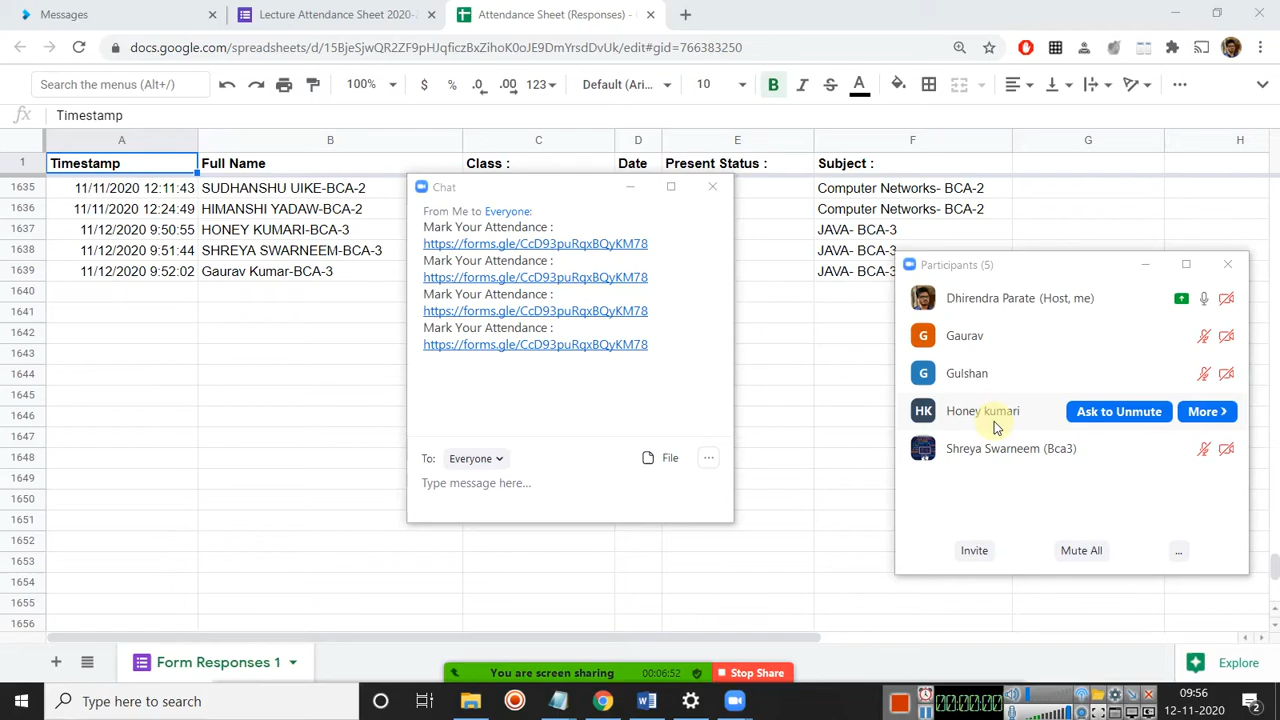 Messages
Lecture Attendance Sheet 2020-
Attendance Sheet (Responses) -
docs.google.com/spreadsheets/d/15BjeSjwQR2ZF9pHJqficzBxZihoK0oJE9DmYrsdDvUk/edit#gid=766383250
Search the menus (Alt+/)
100%
$
%
.0
.00
123
Default (Ari...
10
B
I
S
A
fx
Timestamp
A
B
C
D
E
F
G
H
1
Timestamp
Full Name
Class :
Date
Present Status :
Subject :
1635
11/11/2020 12:11:43
SUDHANSHU UIKE-BCA-2
Computer Networks- BCA-2
1636
11/11/2020 12:24:49
HIMANSHI YADAW-BCA-2
Computer Networks- BCA-2
1637
11/12/2020 9:50:55
HONEY KUMARI-BCA-3
JAVA- BCA-3
1638
11/12/2020 9:51:44
SHREYA SWARNEEM-BCA-3
JAVA- BCA-3
1639
11/12/2020 9:52:02
Gaurav Kumar-BCA-3
JAVA- BCA-3
1640
1641
1642
1643
1644
1645
1646
1647
1648
1649
1650
1651
1652
1653
1654
1655
1656
Chat
From Me to Everyone:
Mark Your Attendance :
https://forms.gle/CcD93puRqxBQyKM78
Mark Your Attendance :
https://forms.gle/CcD93puRqxBQyKM78
Mark Your Attendance :
https://forms.gle/CcD93puRqxBQyKM78
Mark Your Attendance :
https://forms.gle/CcD93puRqxBQyKM78
To: Everyone
File
...
Type message here...
Participants (5)
Dhirendra Parate (Host, me)
G
Gaurav
G
Gulshan
HK
Honey kumari
Ask to Unmute
More >
Shreya Swarneem (Bca3)
Invite
Mute All
...
Form Responses 1
Explore
You are screen sharing
00:06:52
Stop Share
Type here to search
00:00:00
09:56
12-11-2020
2